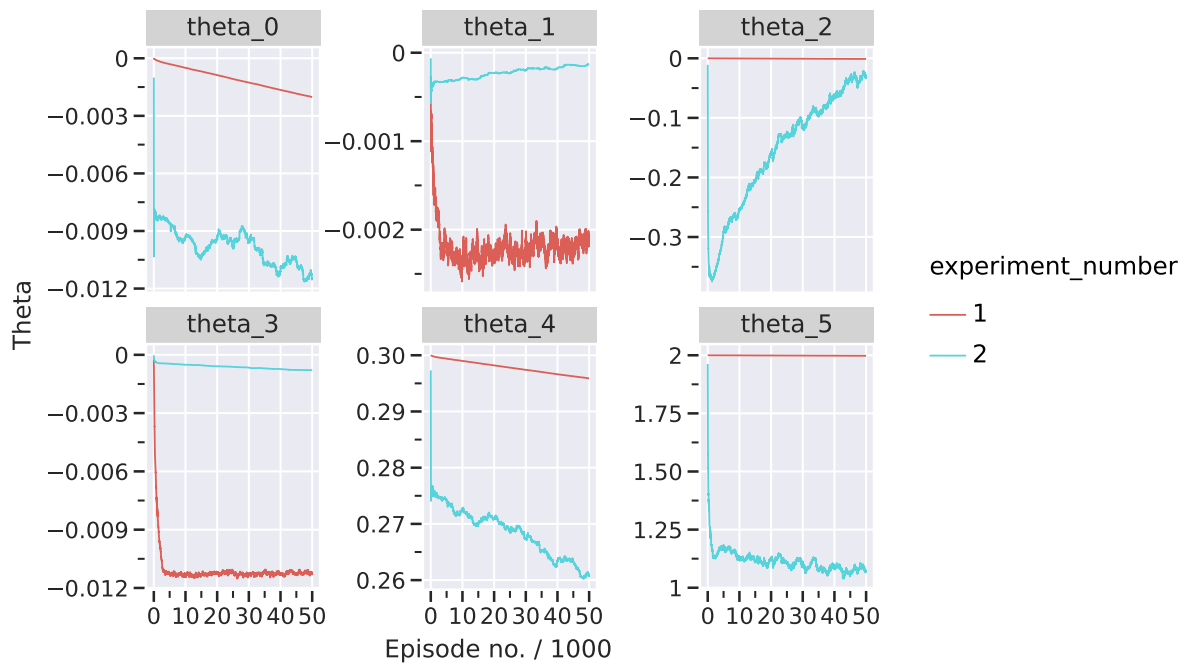 theta_0 theta_1 theta_2
0 0 0
−0.003 −0.001 −0.1
−0.006 −0.002 −0.2
−0.009 −0.3
−0.012
experiment_number
1
2
Theta
theta_3 theta_4 theta_5
0 0.30 2
−0.003 0.29 1.75
−0.006 0.28 1.50
−0.009 0.27 1.25
−0.012 0.26 1
0 10 20 30 40 50 0 10 20 30 40 50 0 10 20 30 40 50
Episode no. / 1000